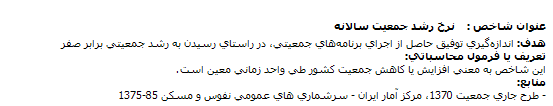 عنوان شاخص : نرخ رشد جمعيت سالانه
هدف: اندازه‌گيري توفيق حاصل از اجراي برنامه‌هاي جمعيتي، در راستاي رسيدن به رشد جمعيتي برابر صفر
تعريف يا فرمول محاسباتي:
اين شاخص به معني افزايش يا كاهش جمعيت كشور طي واحد زماني معين است.
منابع:
- طرح جاري جمعيت 1370، مركز آمار ايران - سرشماري هاي عمومي نفوس و مسكن 85-1375